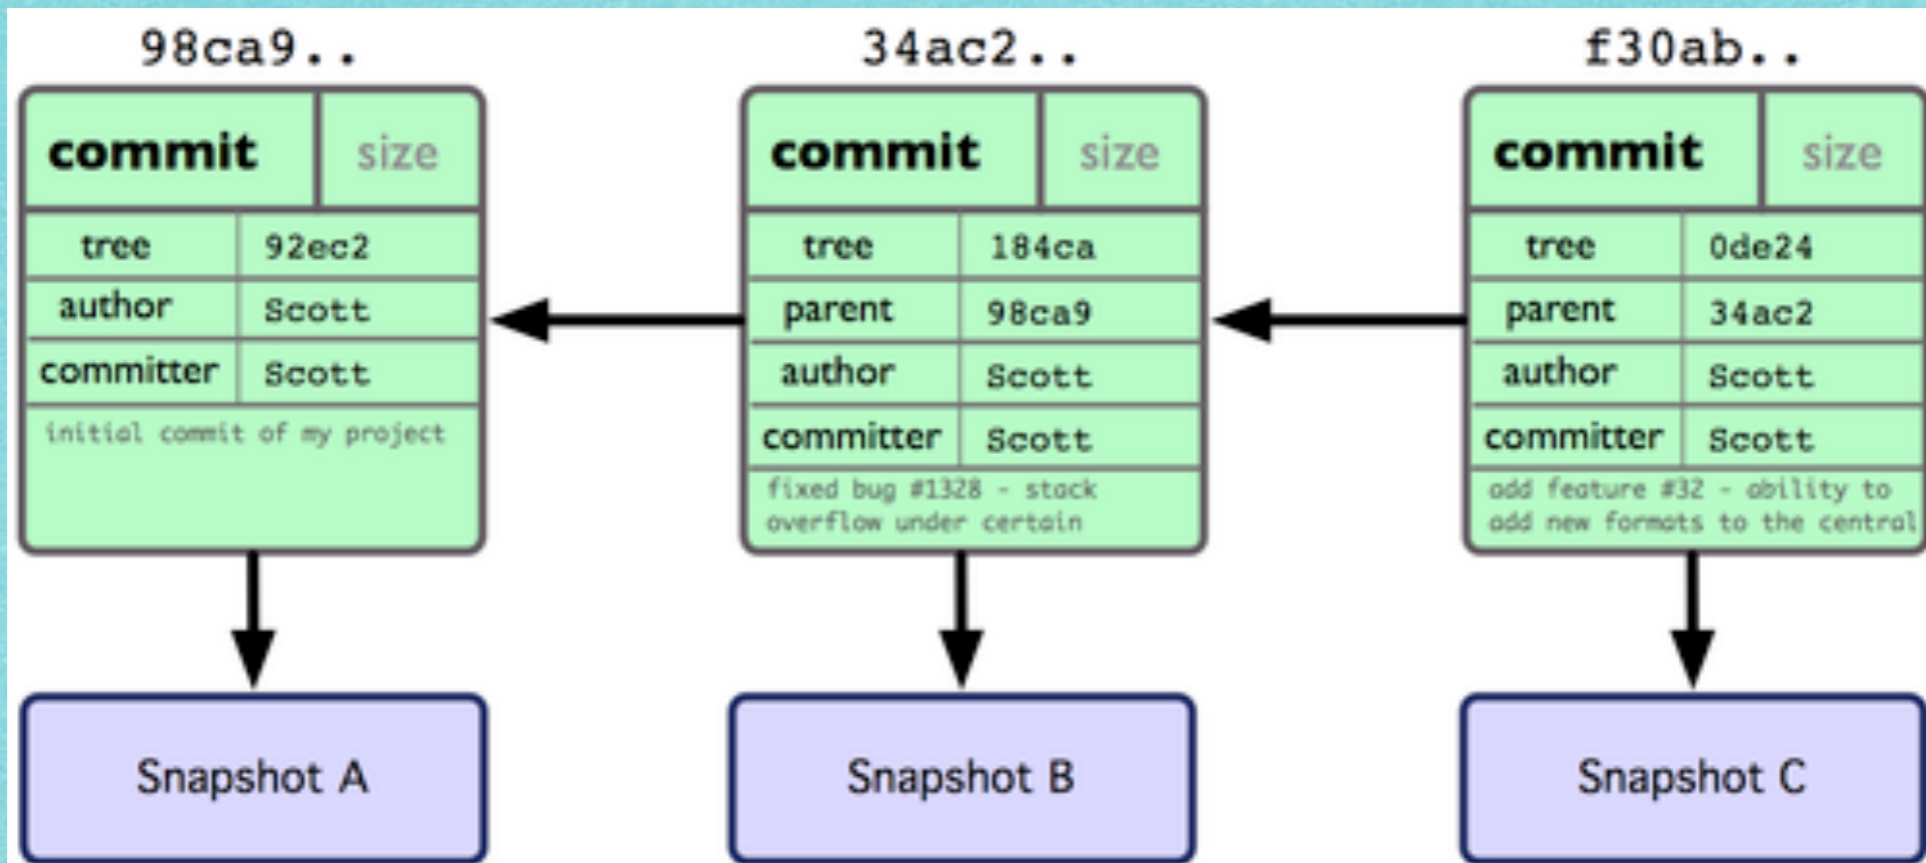 98ca9..
commit size
tree 92ec2
author Scott
committer Scott
initial commit of my project
Snapshot A
34ac2..
commit size
tree 184ca
parent 98ca9
author Scott
committer Scott
fixed bug #1328 - stack
overflow under certain
Snapshot B
f30ab..
commit size
tree 0de24
parent 34ac2
author Scott
committer Scott
add feature #32 - ability to
add new formats to the central
Snapshot C